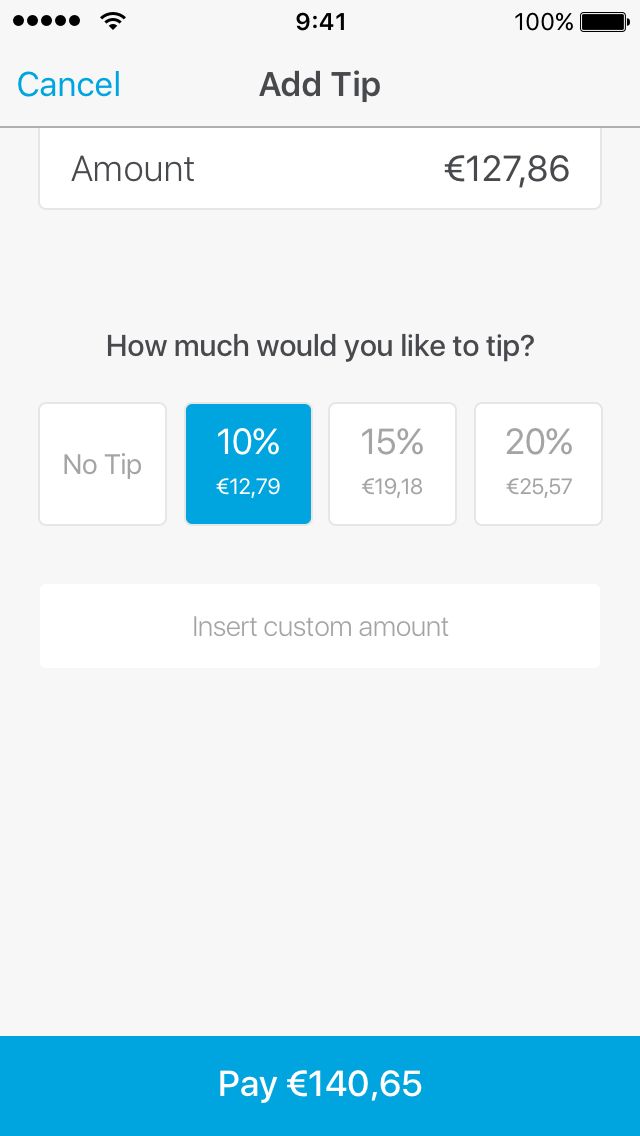 9:41 100%
Cancel Add Tip
Amount €127,86
How much would you like to tip?
No Tip
10%
€12,79
15%
€19,18
20%
€25,57
Insert custom amount
Pay €140,65